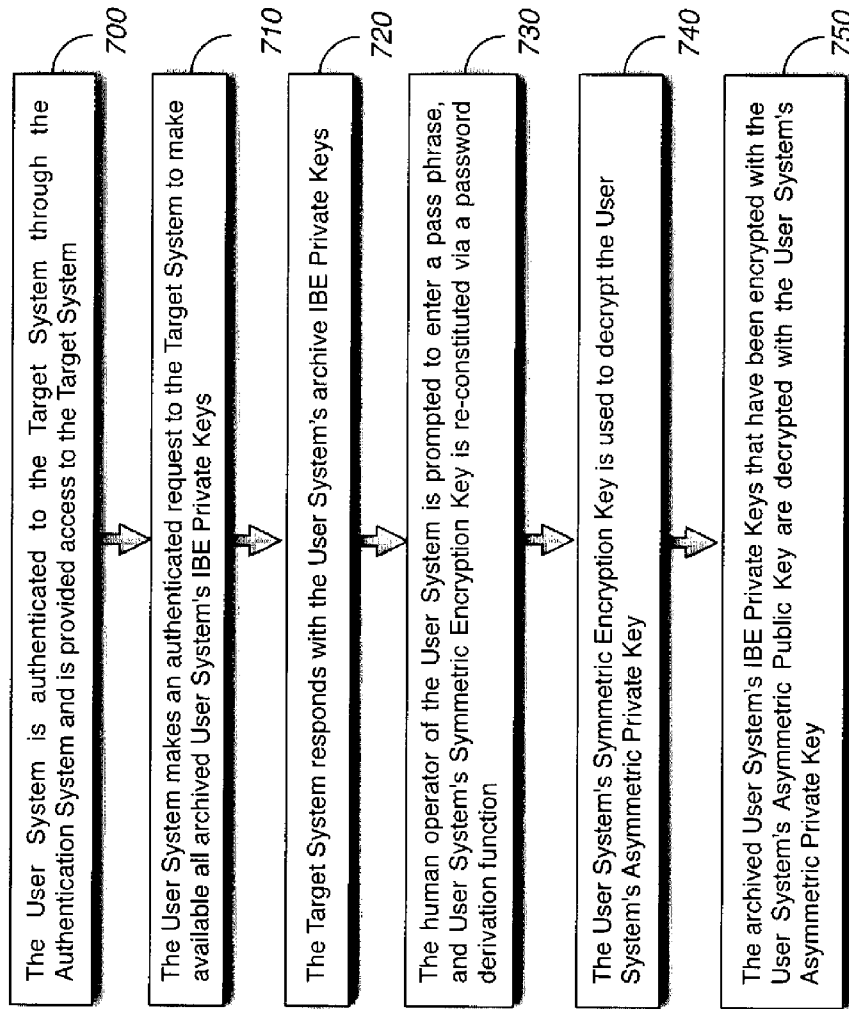 The User System is authenticated to the Target System through the
Authentication System and is provided access to the Target System
700
The User System makes an authenticated request to the Target System to make
available all archived User System's IBE Private Keys
710
The Target System responds with the User System's archive IBE Private Keys
720
The human operator of the User System is prompted to enter a pass phrase,
and User System's Symmetric Encryption Key is re-constituted via a password
derivation function
730
The User System's Symmetric Encryption Key is used to decrypt the User
System's Asymmetric Private Key
740
The archived User System's IBE Private Keys that have been encrypted with the
User System's Asymmetric Public Key are decrypted with the User System's
Asymmetric Private Key
750